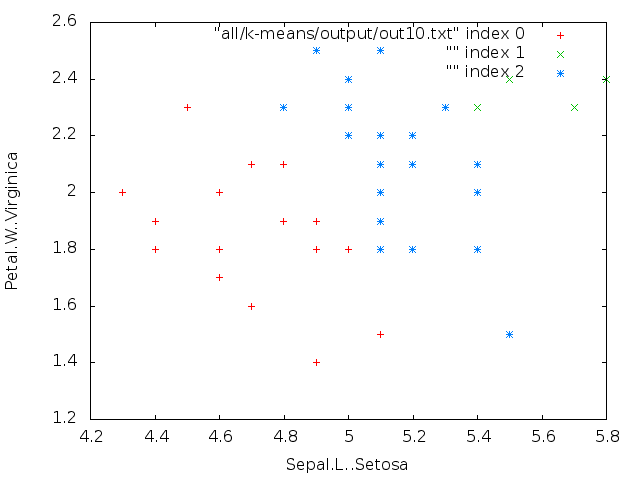 "all/k-means/output/out10.txt" index 0
"" index 1
"" index 2
2.6
2.4
2.2
2
1.8
1.6
1.4
1.2
Petal.W..Virginica
4.2 4.4 4.6 4.8 5 5.2 5.4 5.6 5.8
Sepal.L..Setosa